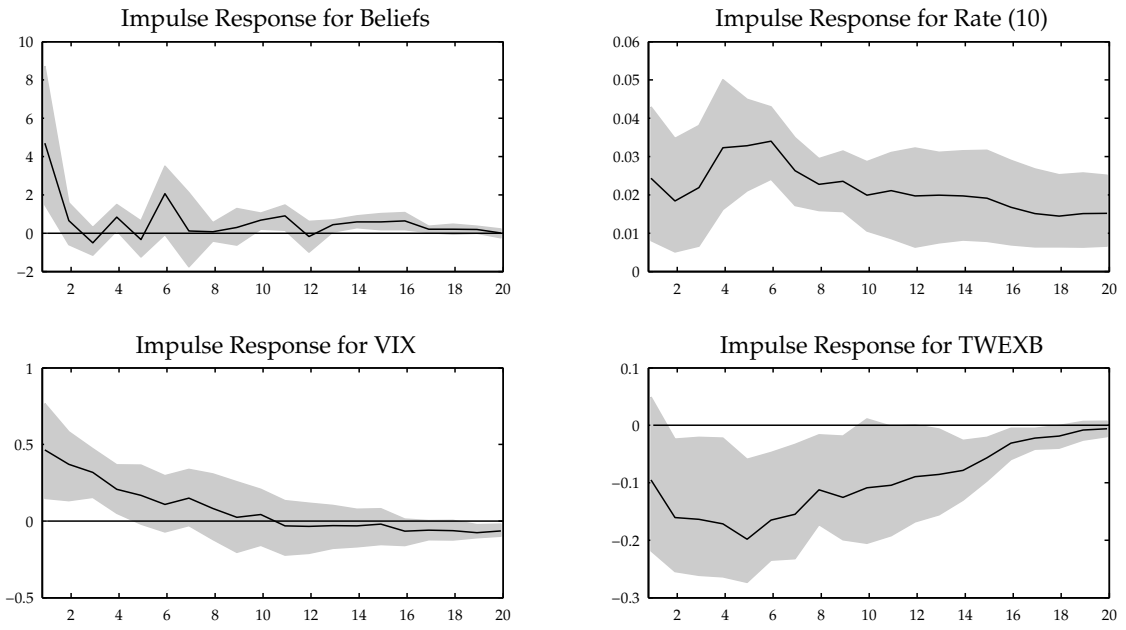 Impulse Response for Beliefs
10
8
6
4
2
0
−2
2 4 6 8 10 12 14 16 18 20
Impulse Response for Rate (10)
0.06
0.05
0.04
0.03
0.02
0.01
0
2 4 6 8 10 12 14 16 18 20
Impulse Response for VIX
1
0.5
0
−0.5
2 4 6 8 10 12 14 16 18 20
Impulse Response for TWEXB
0.1
0
−0.1
−0.2
−0.3
2 4 6 8 10 12 14 16 18 20